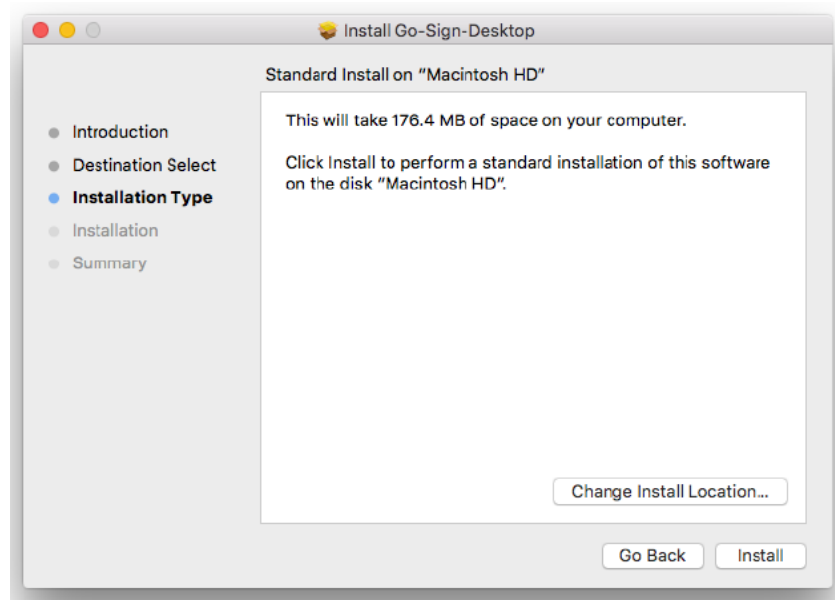 Install Go-Sign-Desktop
Standard Install on "Macintosh HD"
Introduction
Destination Select
Installation Type
Installation
Summary
This will take 176.4 MB of space on your computer.
Click Install to perform a standard installation of this software
on the disk "Macintosh HD".
Change Install Location...
Go Back
Install